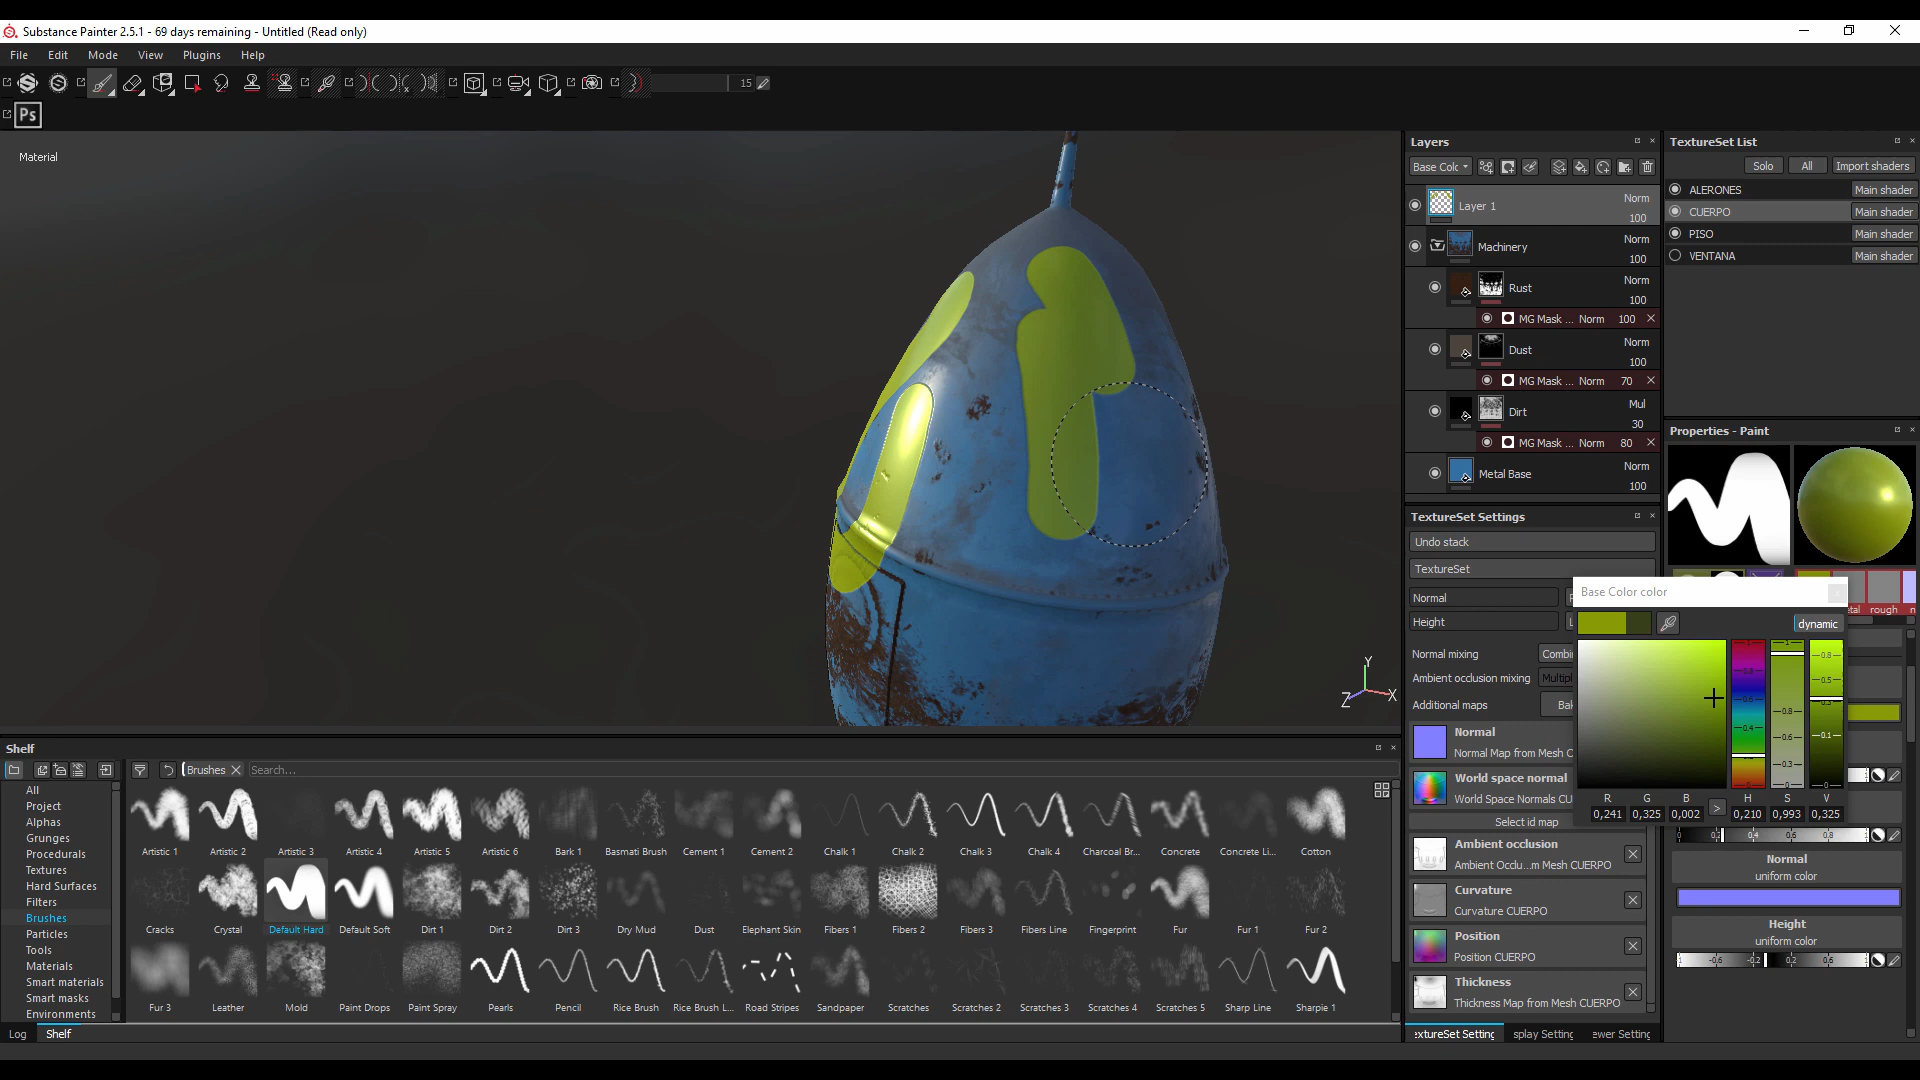 Substance Painter 2.5.1 - 69 days remaining - Untitled (Read only)
File Edit Mode View Plugins Help
15
Ps
Material
Y
Z X
Layers
Base Colc
Layer 1 Norm 100
Machinery Norm 100
Rust Norm 100
MG Mask ... Norm 100
Dust Norm 100
MG Mask ... Norm 70
Dirt Mul 30
MG Mask ... Norm 80
Metal Base Norm 100
TextureSet List
Solo All Import shaders
ALERONES Main shader
CUERPO Main shader
PISO Main shader
VENTANA Main shader
TextureSet Settings
Undo stack
TextureSet
Normal
Height
Normal mixing Combi
Ambient occlusion mixing Multipl
Additional maps Bak
Normal
Normal Map from Mesh C
World space normal
World Space Normals CU
Select id map
Ambient occlusion
Ambient Occlu...m Mesh CUERPO
Curvature
Curvature CUERPO
Position
Position CUERPO
Thickness
Thickness Map from Mesh CUERPO
extureSet Setting splay Setting ewer Setting
Properties - Paint
etal rough n
Base Color color
dynamic
R G B H S V
0,241 0,325 0,002 > 0,210 0,993 0,325
Normal
uniform color
Height
uniform color
Shelf
Brushes Search...
All
Project
Alphas
Grunges
Procedurals
Textures
Hard Surfaces
Filters
Brushes
Particles
Tools
Materials
Smart materials
Smart masks
Environments
Artistic 1 Artistic 2 Artistic 3 Artistic 4 Artistic 5 Artistic 6 Bark 1 Basmati Brush Cement 1 Cement 2 Chalk 1 Chalk 2 Chalk 3 Chalk 4 Charcoal Br... Concrete Concrete Li... Cotton
Cracks Crystal Default Hard Default Soft Dirt 1 Dirt 2 Dirt 3 Dry Mud Dust Elephant Skin Fibers 1 Fibers 2 Fibers 3 Fibers Line Fingerprint Fur Fur 1 Fur 2
Fur 3 Leather Mold Paint Drops Paint Spray Pearls Pencil Rice Brush Rice Brush L... Road Stripes Sandpaper Scratches Scratches 2 Scratches 3 Scratches 4 Scratches 5 Sharp Line Sharpie 1
Log Shelf